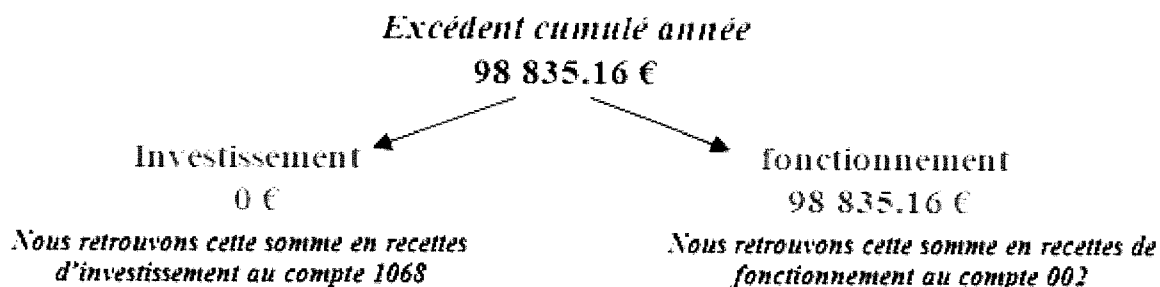 Excédent cumulé année
98 835.16 €
Investissement
0 €
Nous retrouvons cette somme en recettes
d'investissement au compte 1068
fonctionnement
98 835.16 €
Nous retrouvons cette somme en recettes de
fonctionnement au compte 002